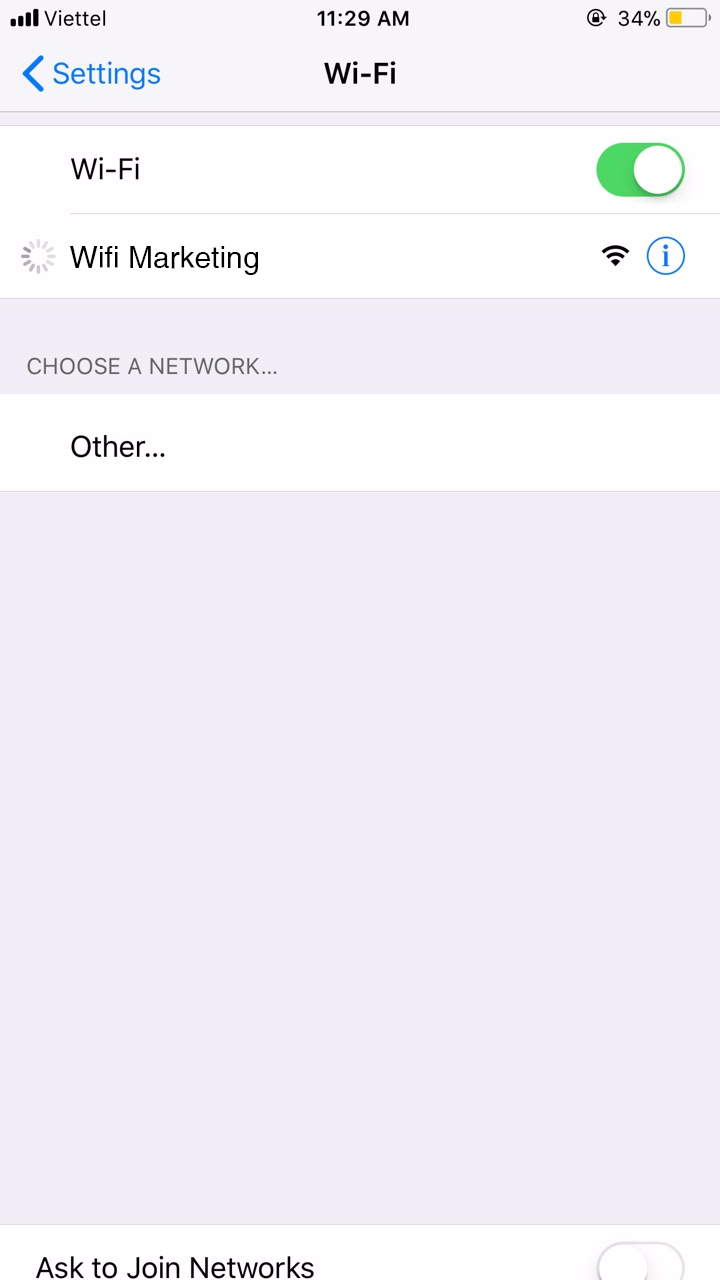 Viettel 11:29 AM 34%
Settings Wi-Fi
Wi-Fi
Wifi Marketing
CHOOSE A NETWORK...
Other...
Ask to Join Networks